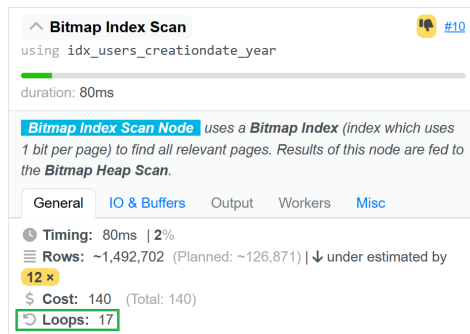 Bitmap Index Scan #10
using idx_users_creationdate_year
duration: 80ms
Bitmap Index Scan Node uses a Bitmap Index (index which uses
1 bit per page) to find all relevant pages. Results of this node are fed to
the Bitmap Heap Scan.
General IO & Buffers Output Workers Misc
Timing: 80ms | 2%
Rows: ~1,492,702 (Planned: ~126,871) | ↓ under estimated by
12 ×
$ Cost: 140 (Total: 140)
Loops: 17